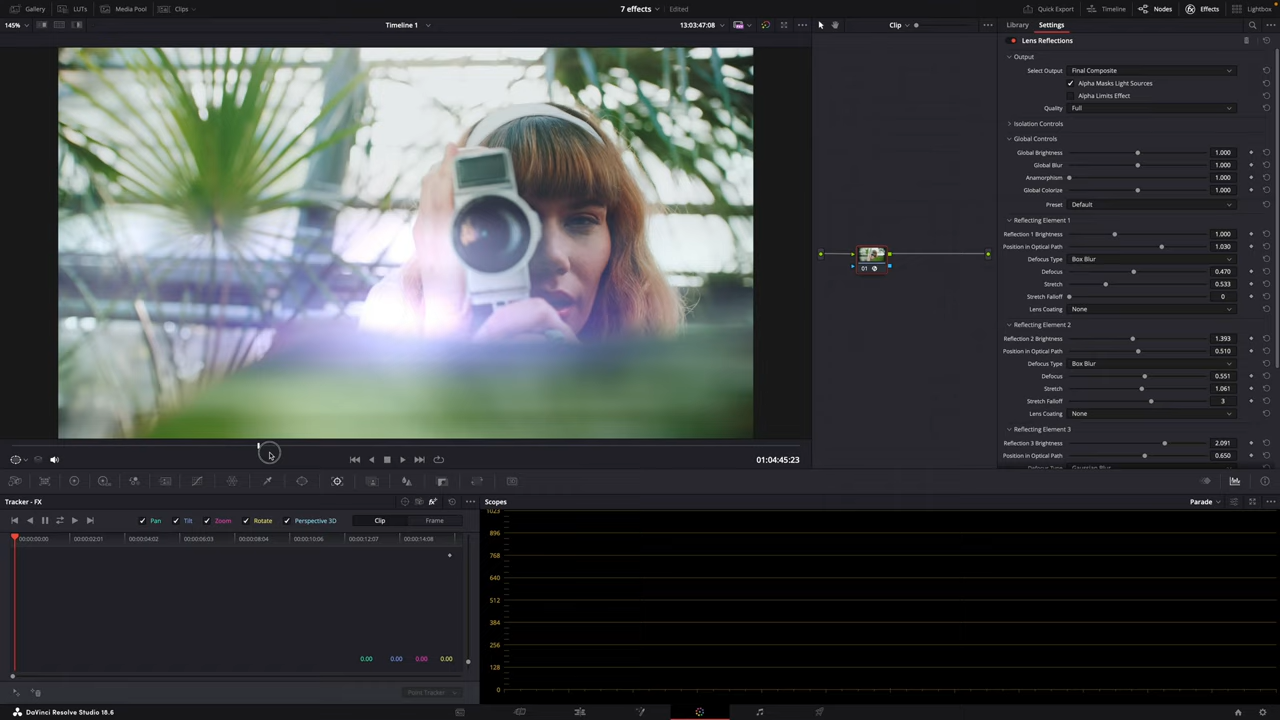 Gallery LUTs Media Pool Clips 7 effects Edited Quick Export Timeline Nodes Effects Lightbox
145% Timeline 1 13:03:47:08 Clip Library Settings
Lens Reflections
Output
Select Output Final Composite
Alpha Masks Light Sources
Alpha Limits Effect
Quality Full
Isolation Controls
Global Controls
Global Brightness 1.000
Global Blur 1.000
Anamorphism 1.000
Global Colorize 1.000
Preset Default
Reflecting Element 1
Reflection 1 Brightness 1.000
Position in Optical Path 1.030
Defocus Type Box Blur
Defocus 0.470
Stretch 0.533
Stretch Falloff 0
Lens Coating None
Reflecting Element 2
Reflection 2 Brightness 1.393
Position in Optical Path 0.510
Defocus Type Box Blur
Defocus 0.551
Stretch 1.061
Stretch Falloff 3
Lens Coating None
Reflecting Element 3
Reflection 3 Brightness 2.091
Position in Optical Path 0.650
01
01:04:45:23
Tracker - FX
Pan Tilt Zoom Rotate Perspective 3D Clip Frame
00:00:00:00 00:00:02:01 00:00:04:02 00:00:06:03 00:00:08:04 00:00:10:06 00:00:12:07 00:00:14:08
0.00 0.00 0.00 0.00
Point Tracker
Scopes Parade
1023
896
768
640
512
384
256
128
0
DaVinci Resolve Studio 18.6